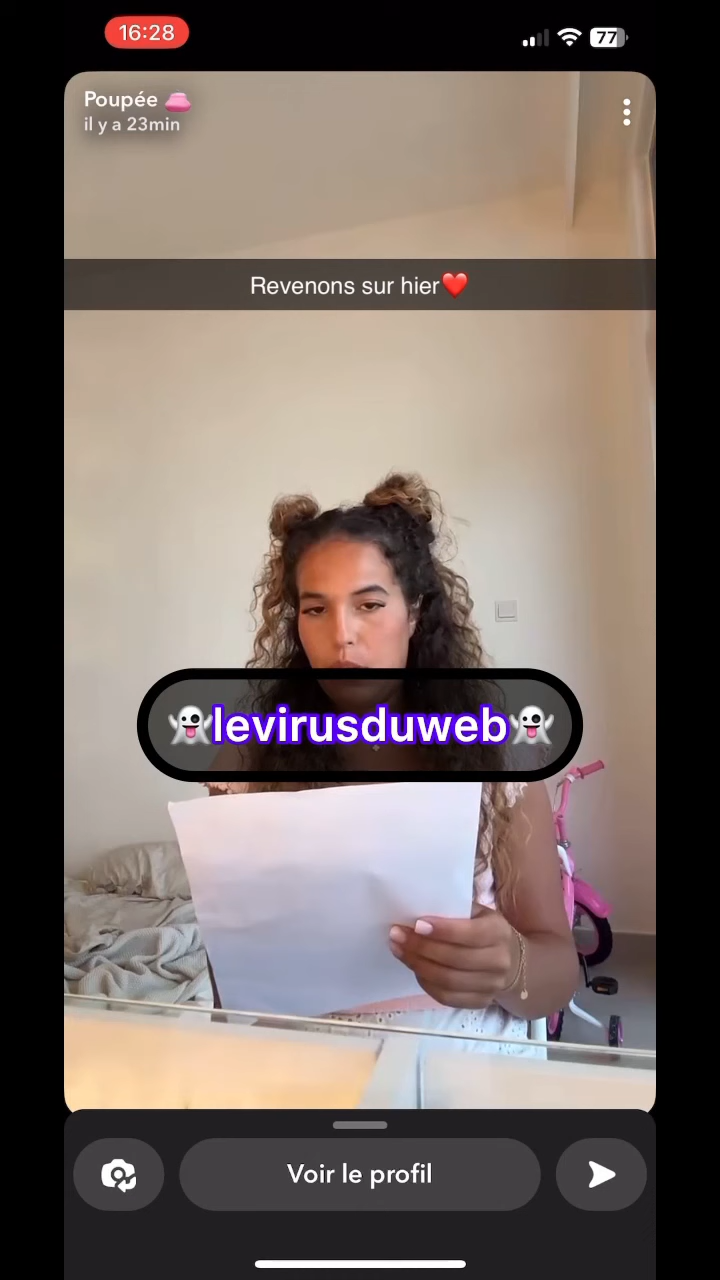 16:28
77
Poupée 👛
il y a 23min
Revenons sur hier❤️
👻levirusduweb👻
Voir le profil